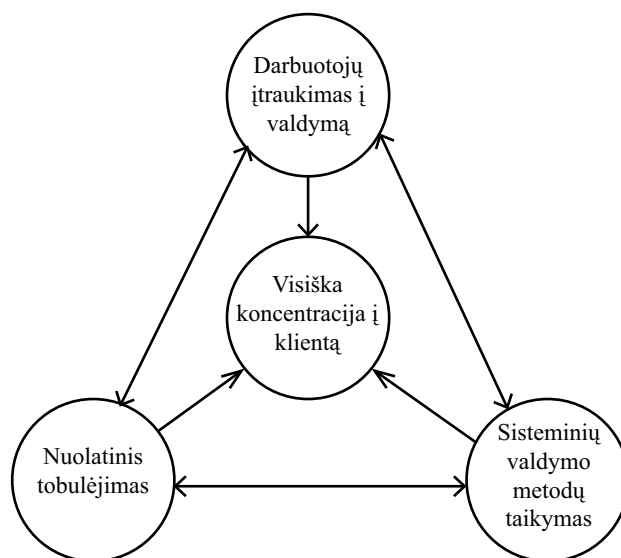 Darbuotojų
įtraukimas į
valdymą
Visiška
koncentracija į
klientą
Nuolatinis
tobulėjimas
Sisteminių
valdymo
metodų
taikymas